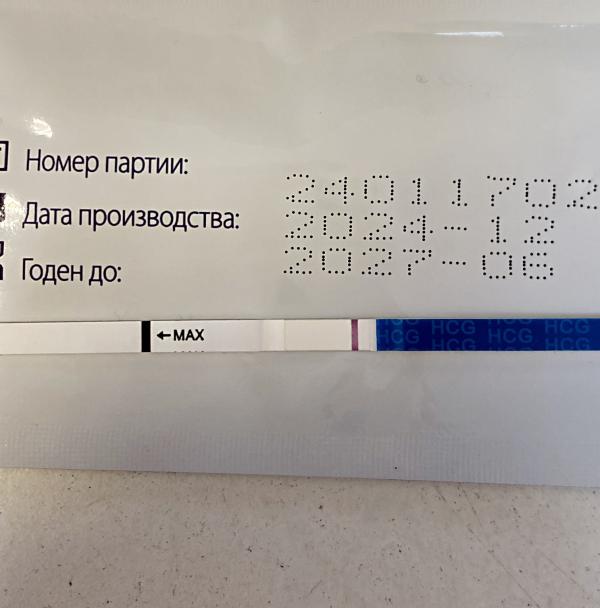 Номер партии: 24011702
Дата производства: 2024-12
Годен до: 2027-06
←MAX
HCG HCG HCG
HCG HCG HCG HCG
HCG HCG HCG